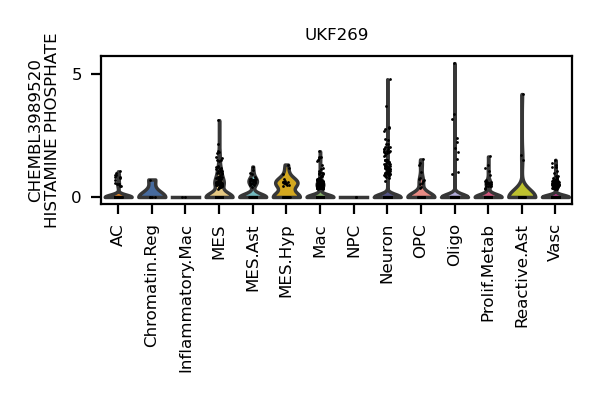 UKF269
CHEMBL3989520
HISTAMINE PHOSPHATE
5
0
AC
Chromatin.Reg
Inflammatory.Mac
MES
MES.Ast
MES.Hyp
Mac
NPC
Neuron
OPC
Oligo
Prolif.Metab
Reactive.Ast
Vasc